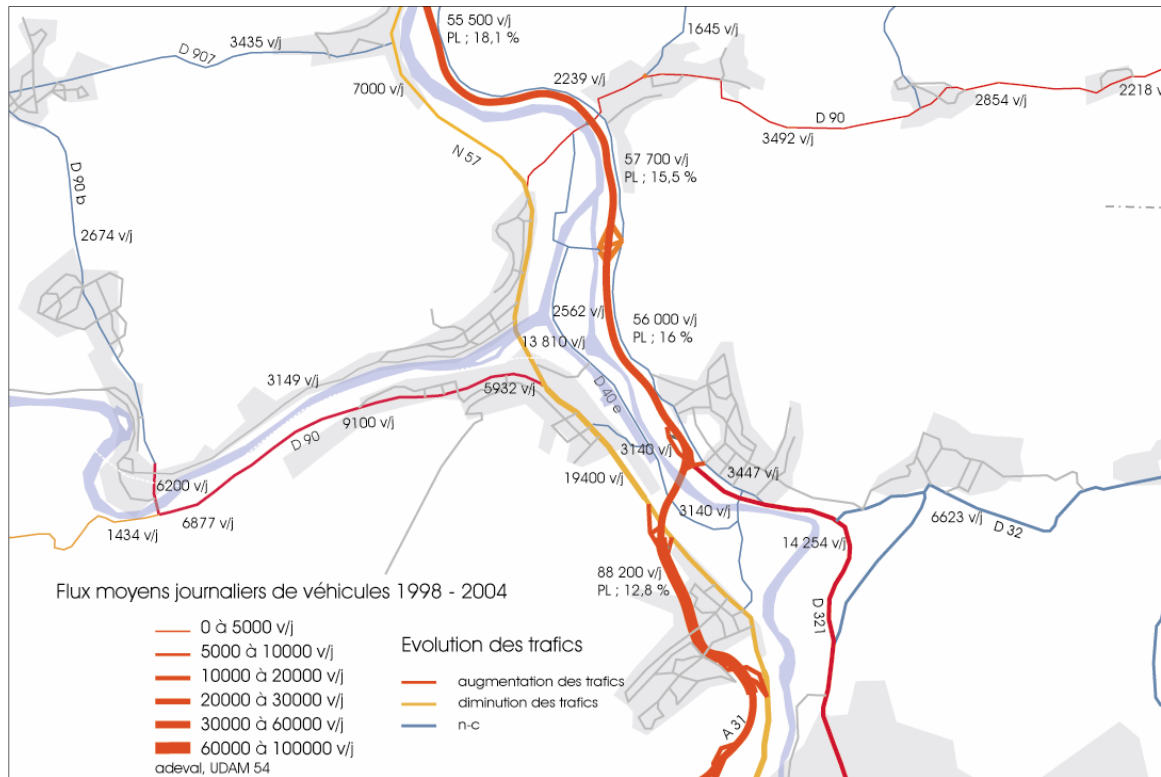 55 500 v/j
PL ; 18,1 %
1645 v/j
3435 v/j
D 907
7000 v/j
2239 v/j
2854 v/j
2218 v
D 90
3492 v/j
N 57
57 700 v/j
PL ; 15,5 %
D 90 b
2674 v/j
2562 v/j
56 000 v/j
PL ; 16 %
13 810 v/j
3149 v/j
5932 v/j
D 40 e
9100 v/j
D 90
3140 v/j
3447 v/j
19400 v/j
6200 v/j
6877 v/j
1434 v/j
3140 v/j
6623 v/j
D 32
14 254 v/j
88 200 v/j
PL ; 12,8 %
D 321
A 31
Flux moyens journaliers de véhicules 1998 - 2004
0 à 5000 v/j
5000 à 10000 v/j
10000 à 20000 v/j
20000 à 30000 v/j
30000 à 60000 v/j
60000 à 100000 v/j
adeval, UDAM 54
Evolution des trafics
augmentation des trafics
diminution des trafics
n-c